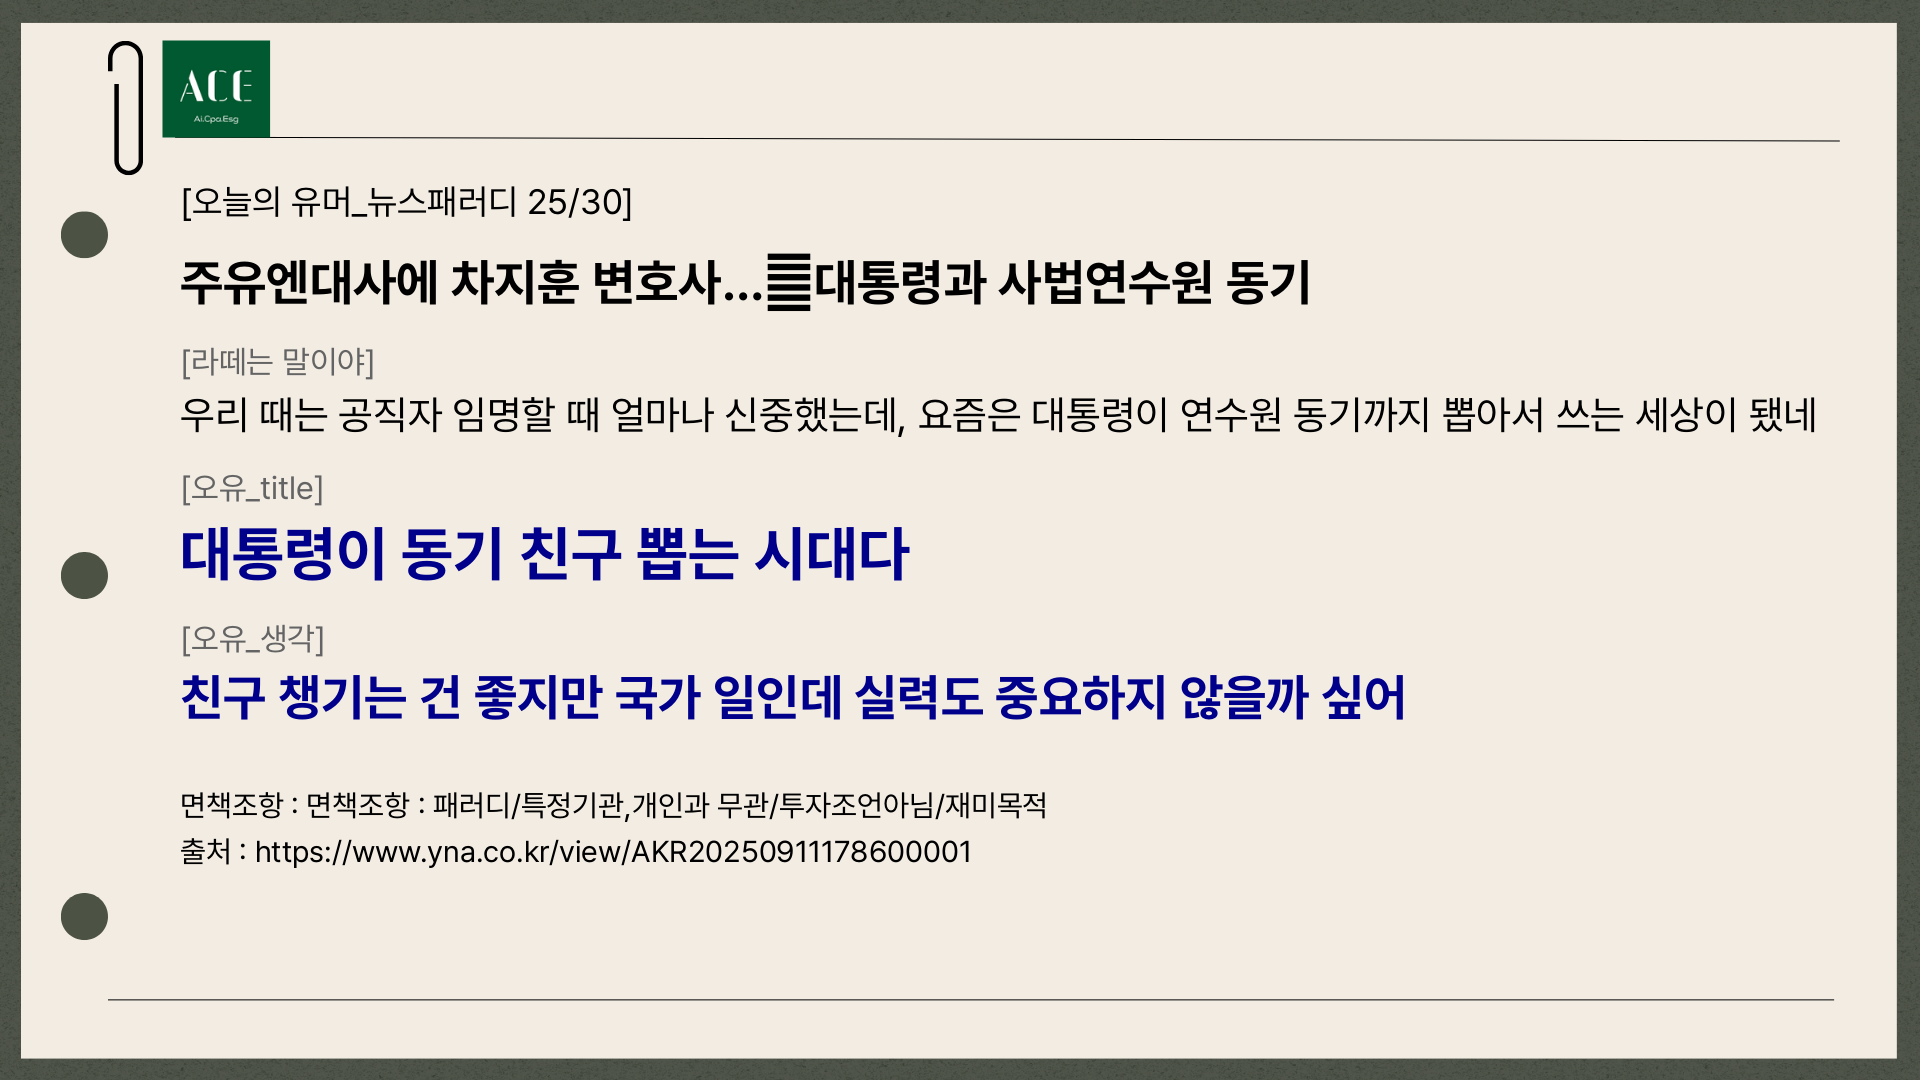 ACE
Ai.Cpa.Esg
[오늘의 유머_뉴스패러디 25/30]
주유엔대사에 차지훈 변호사...대통령과 사법연수원 동기
[라떼는 말이야]
우리 때는 공직자 임명할 때 얼마나 신중했는데, 요즘은 대통령이 연수원 동기까지 뽑아서 쓰는 세상이 됐네
[오유_title]
대통령이 동기 친구 뽑는 시대다
[오유_생각]
친구 챙기는 건 좋지만 국가 일인데 실력도 중요하지 않을까 싶어
면책조항 : 면책조항 : 패러디/특정기관,개인과 무관/투자조언아님/재미목적
출처 : https://www.yna.co.kr/view/AKR20250911178600001